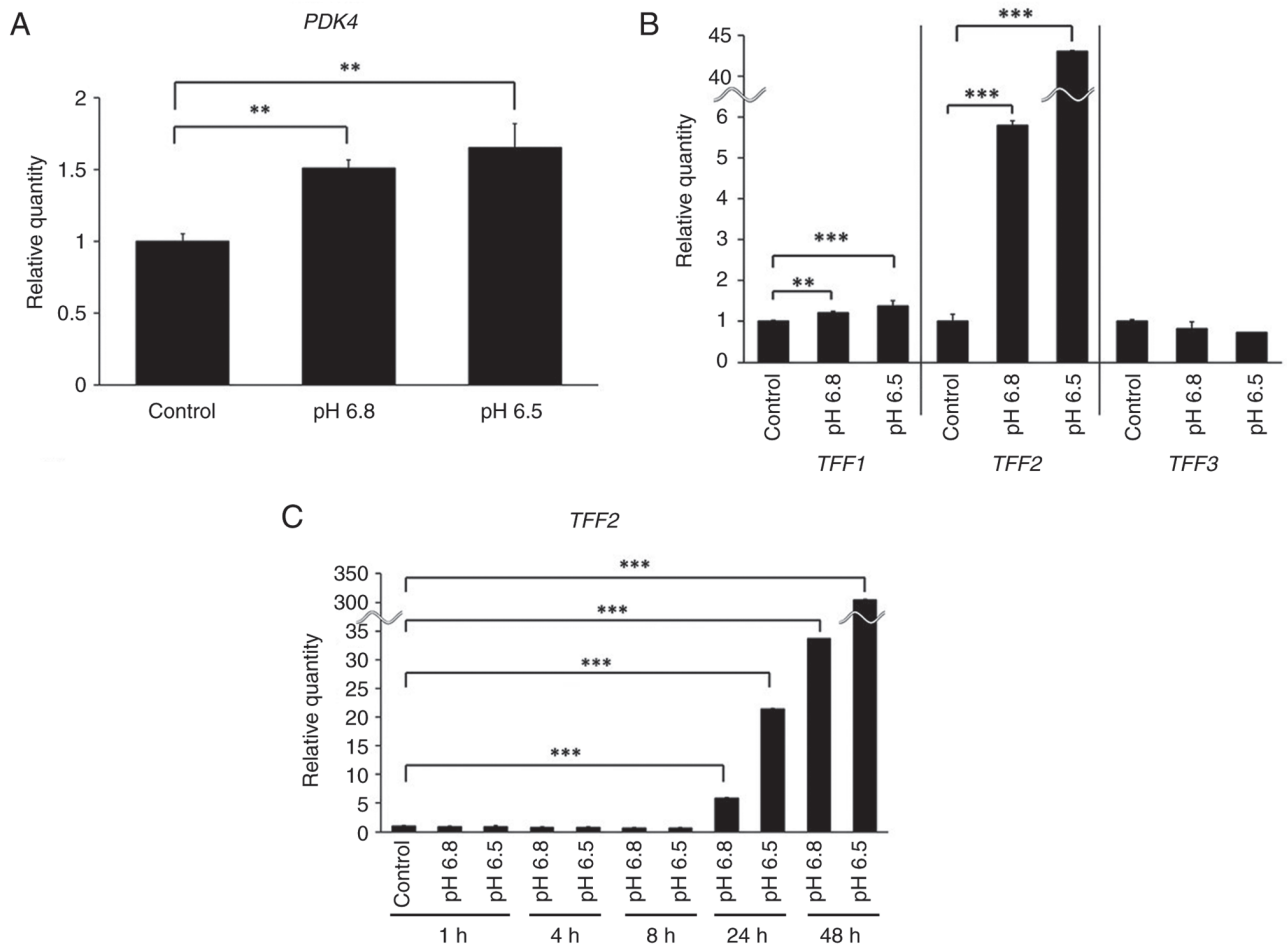 A
PDK4
**
**
Relative quantity
2
1.5
1
0.5
0
Control
pH 6.8
pH 6.5
B
***
***
***
**
Relative quantity
45
40
6
5
4
3
2
1
0
Control
pH 6.8
pH 6.5
Control
pH 6.8
pH 6.5
Control
pH 6.8
pH 6.5
TFF1
TFF2
TFF3
C
TFF2
***
***
***
***
Relative quantity
350
300
35
30
25
20
15
10
5
0
Control
pH 6.8
pH 6.5
pH 6.8
pH 6.5
pH 6.8
pH 6.5
pH 6.8
pH 6.5
pH 6.8
pH 6.5
1 h
4 h
8 h
24 h
48 h